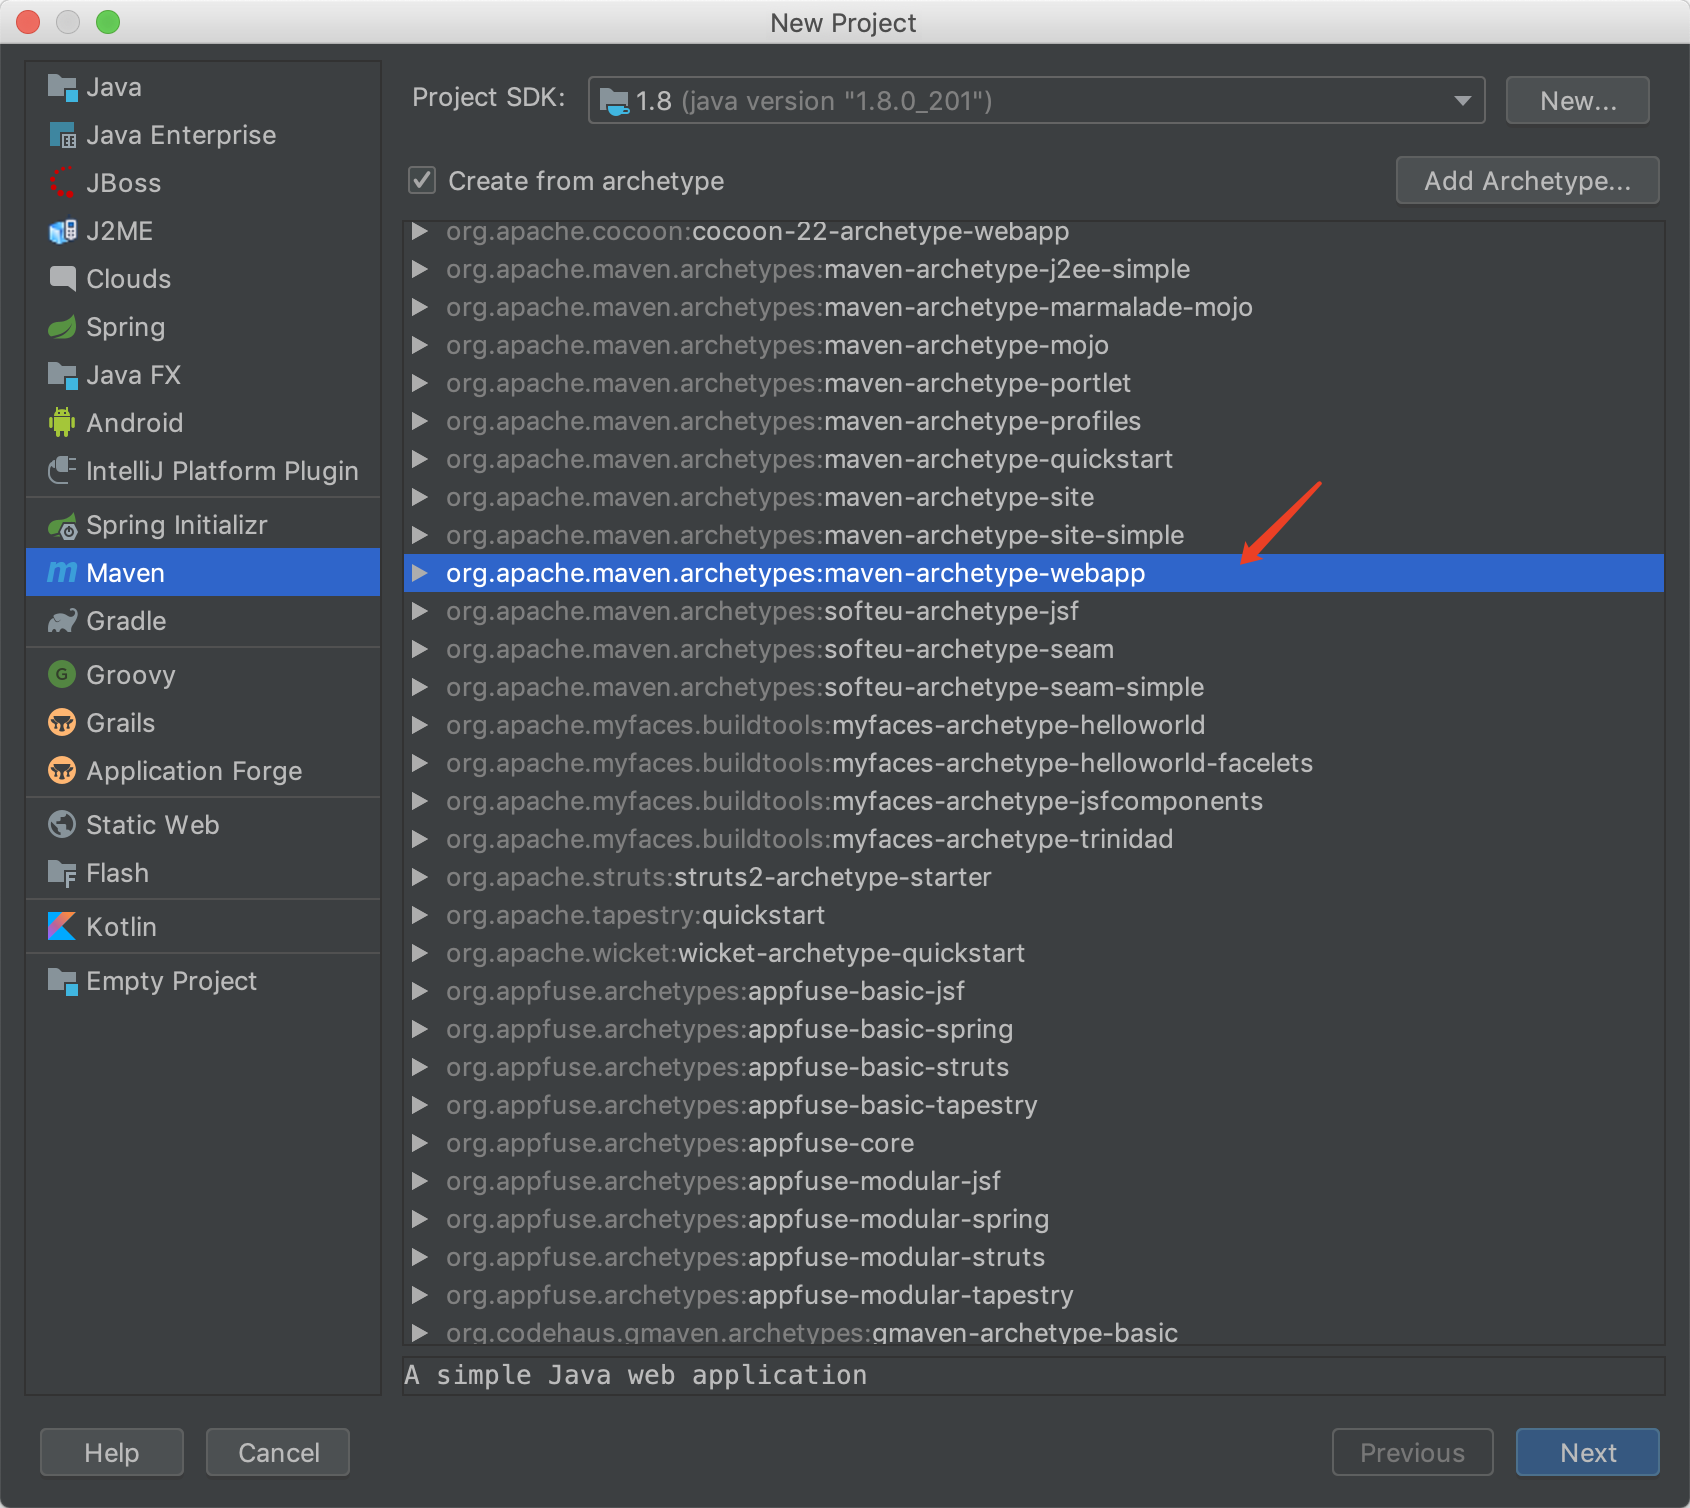 New Project
Java
Java Enterprise
JBoss
J2ME
Clouds
Spring
Java FX
Android
IntelliJ Platform Plugin
Spring Initializr
Maven
Gradle
Groovy
Grails
Application Forge
Static Web
Flash
Kotlin
Empty Project
Project SDK: 1.8 (java version "1.8.0_201") New...
Create from archetype Add Archetype...
org.apache.cocoon:cocoon-22-archetype-webapp
org.apache.maven.archetypes:maven-archetype-j2ee-simple
org.apache.maven.archetypes:maven-archetype-marmalade-mojo
org.apache.maven.archetypes:maven-archetype-mojo
org.apache.maven.archetypes:maven-archetype-portlet
org.apache.maven.archetypes:maven-archetype-profiles
org.apache.maven.archetypes:maven-archetype-quickstart
org.apache.maven.archetypes:maven-archetype-site
org.apache.maven.archetypes:maven-archetype-site-simple
org.apache.maven.archetypes:maven-archetype-webapp
org.apache.maven.archetypes:softeu-archetype-jsf
org.apache.maven.archetypes:softeu-archetype-seam
org.apache.maven.archetypes:softeu-archetype-seam-simple
org.apache.myfaces.buildtools:myfaces-archetype-helloworld
org.apache.myfaces.buildtools:myfaces-archetype-helloworld-facelets
org.apache.myfaces.buildtools:myfaces-archetype-jsfcomponents
org.apache.myfaces.buildtools:myfaces-archetype-trinidad
org.apache.struts:struts2-archetype-starter
org.apache.tapestry:quickstart
org.apache.wicket:wicket-archetype-quickstart
org.appfuse.archetypes:appfuse-basic-jsf
org.appfuse.archetypes:appfuse-basic-spring
org.appfuse.archetypes:appfuse-basic-struts
org.appfuse.archetypes:appfuse-basic-tapestry
org.appfuse.archetypes:appfuse-core
org.appfuse.archetypes:appfuse-modular-jsf
org.appfuse.archetypes:appfuse-modular-spring
org.appfuse.archetypes:appfuse-modular-struts
org.appfuse.archetypes:appfuse-modular-tapestry
org.codehaus.gmaven.archetypes:gmaven-archetype-basic
A simple Java web application
Help Cancel Previous Next